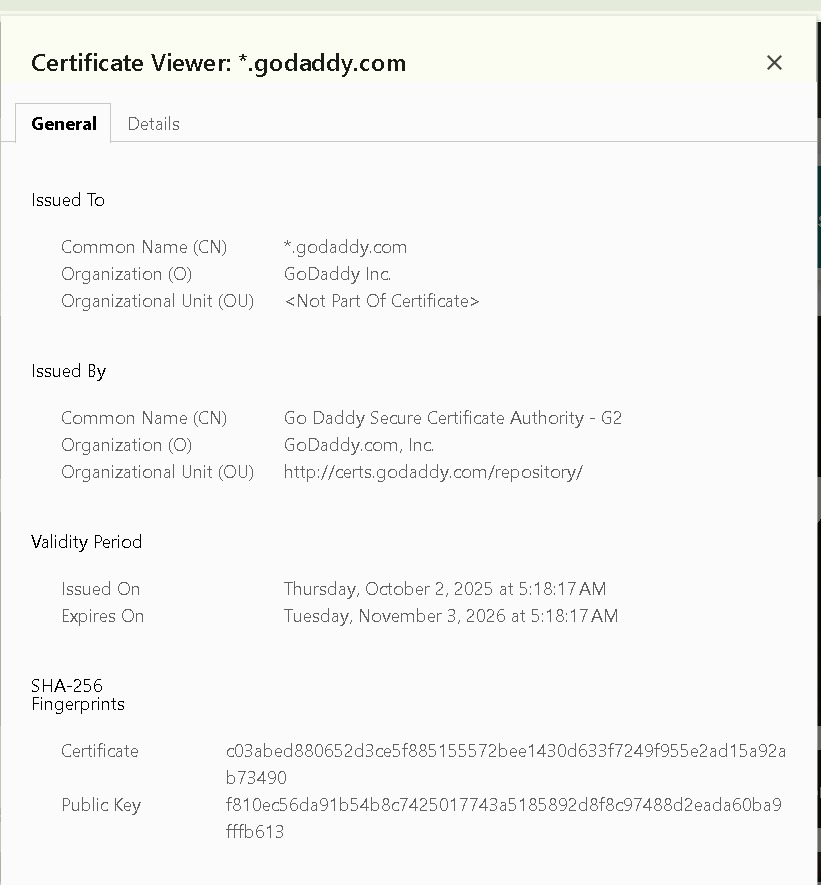 Certificate Viewer: *.godaddy.com
General
Details
Issued To
Common Name (CN) *.godaddy.com
Organization (O) GoDaddy Inc.
Organizational Unit (OU) <Not Part Of Certificate>
Issued By
Common Name (CN) Go Daddy Secure Certificate Authority - G2
Organization (O) GoDaddy.com, Inc.
Organizational Unit (OU) http://certs.godaddy.com/repository/
Validity Period
Issued On Thursday, October 2, 2025 at 5:18:17 AM
Expires On Tuesday, November 3, 2026 at 5:18:17 AM
SHA-256
Fingerprints
Certificate c03abed880652d3ce5f885155572bee1430d633f7249f955e2ad15a92a
b73490
Public Key f810ec56da91b54b8c7425017743a5185892d8f8c97488d2eada60ba9
fffb613